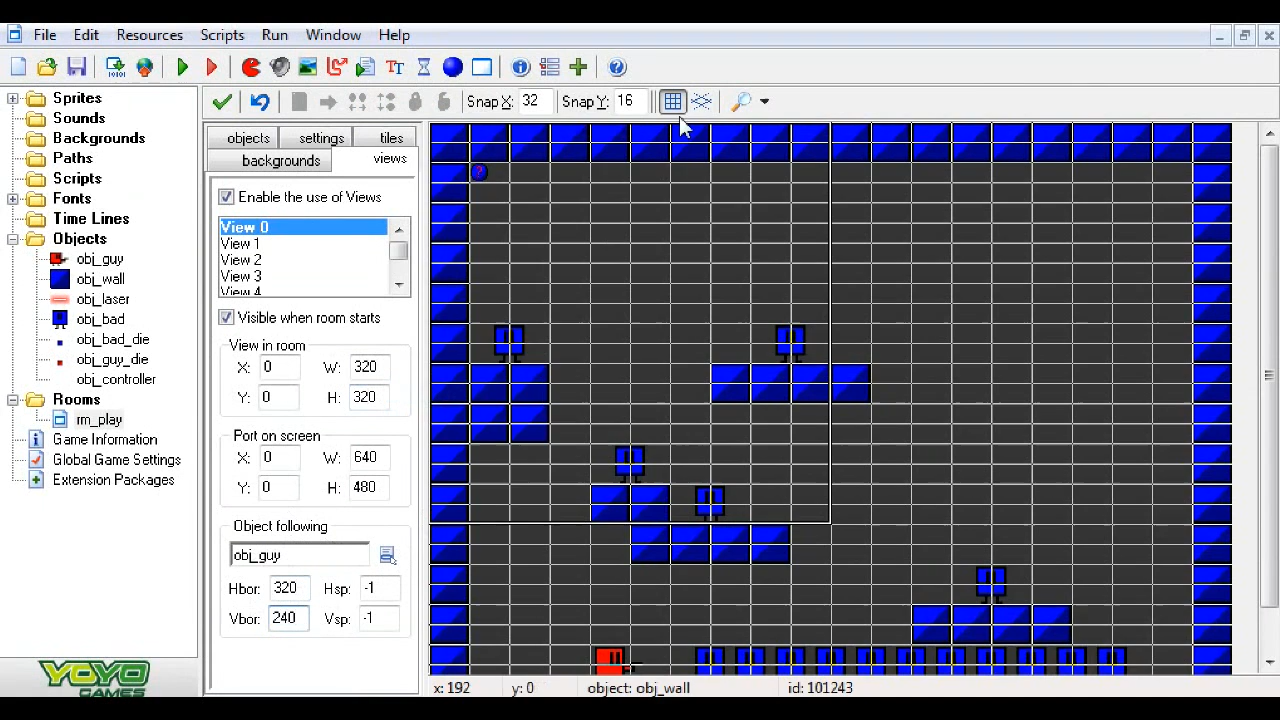 File Edit Resources Scripts Run Window Help
Snap X: 32 Snap Y: 16
Sprites
Sounds
Backgrounds
Paths
Scripts
Fonts
Time Lines
Objects
obj_guy
obj_wall
obj_laser
obj_bad
obj_bad_die
obj_guy_die
obj_controller
Rooms
rm_play
Game Information
Global Game Settings
Extension Packages
YOYO
GAMES
objects settings tiles
backgrounds views
Enable the use of Views
View 0
View 1
View 2
View 3
View 4
Visible when room starts
View in room
X: 0 W: 320
Y: 0 H: 320
Port on screen
X: 0 W: 640
Y: 0 H: 480
Object following
obj_guy
Hbor: 320 Hsp: -1
Vbor: 240 Vsp: -1
?
x: 192 y: 0 object: obj_wall id: 101243